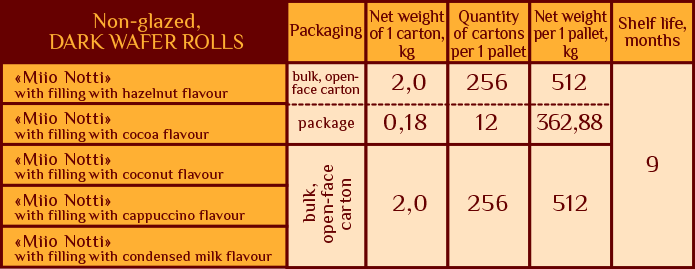 Non-glazed,
DARK WAFER ROLLS
Packaging
Net weight
of 1 carton,
kg
Quantity
of cartons
per 1 pallet
Net weight
per 1 pallet,
kg
Shelf life,
months
«Miio Notti»
with filling with hazelnut flavour
bulk, open-
face carton
2,0
256
512
«Miio Notti»
with filling with cocoa flavour
package
0,18
12
362,88
«Miio Notti»
with filling with coconut flavour
«Miio Notti»
with filling with cappuccino flavour
«Miio Notti»
with filling with condensed milk flavour
bulk,
open-face
carton
2,0
256
512
9